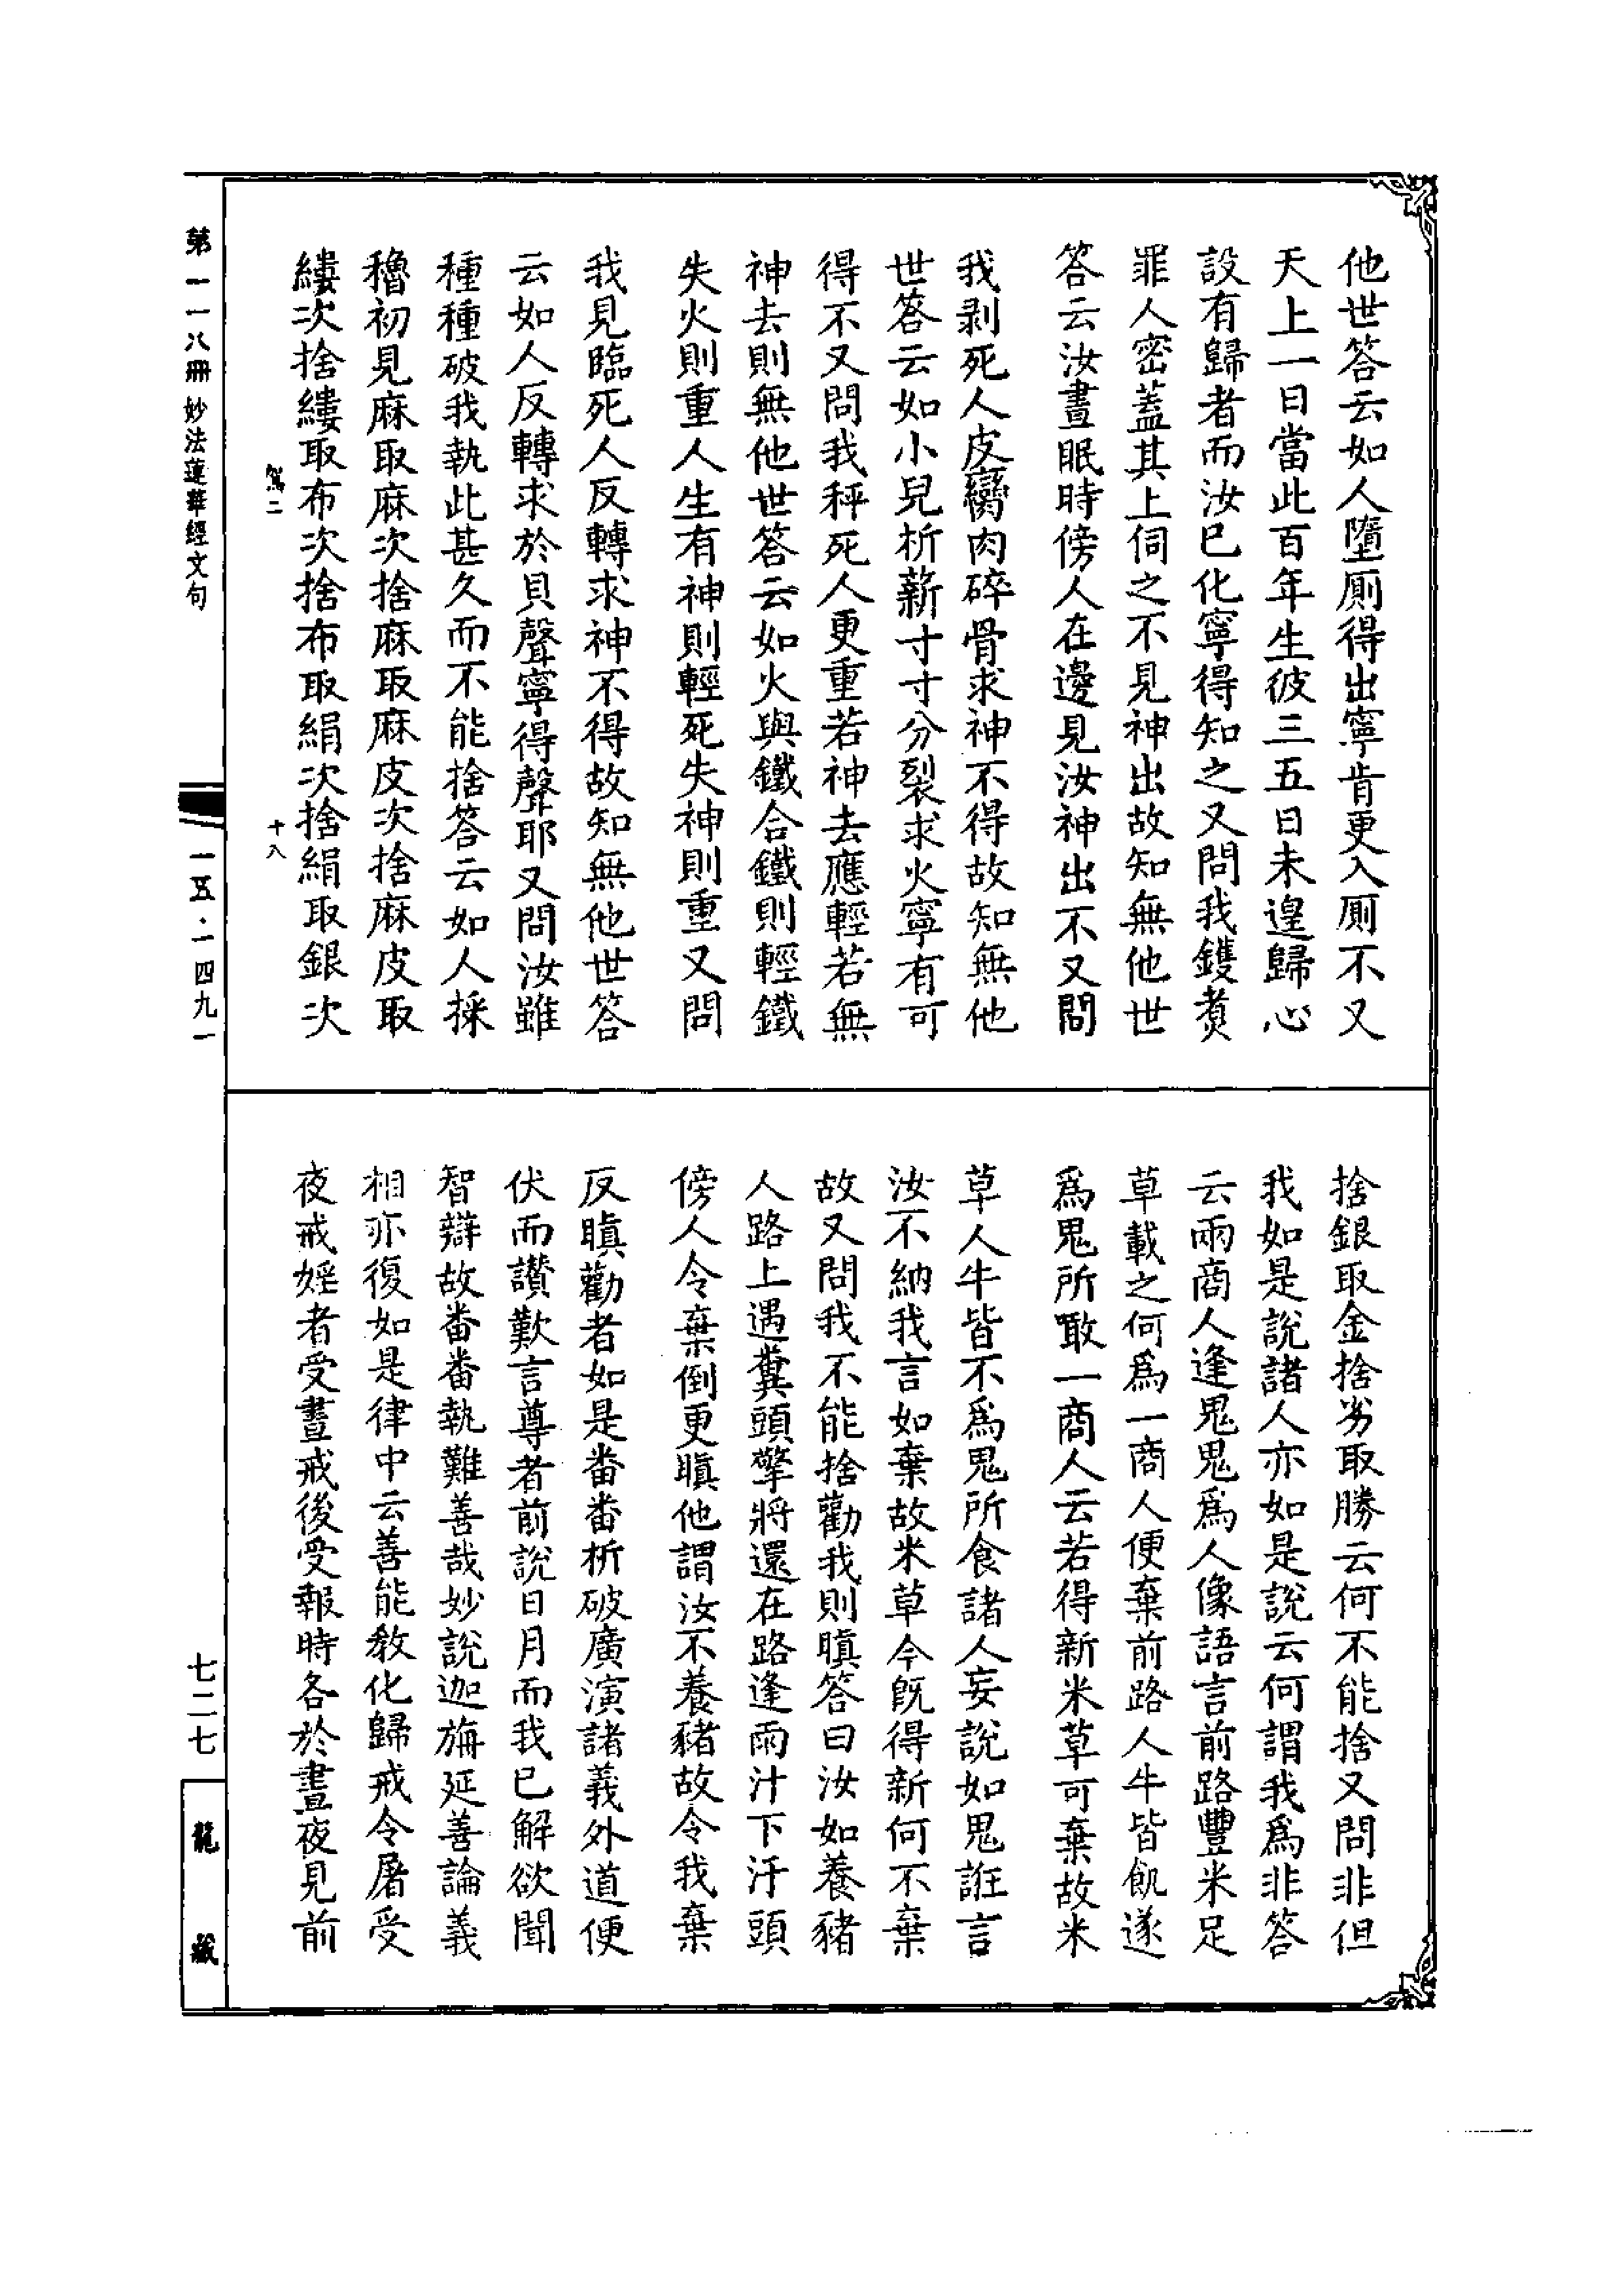 他世答云如人墮厠得出寧肯更入厠不又
天上一日當此百年生彼三五日未遑歸心
設有歸者而汝已化寧得知之又問我鑊煑
罪人密蓋其上伺之不見神出故知無他世
答云汝晝眠時傍人在邊見汝神出不又問
我剥死人皮臠肉碎骨求神不得故知無他
世答云如小兒析薪寸寸分裂求火寧有可
得不又問我秤死人更重若神去應輕若無
神去則無他世答云如火與鐵合鐵則輕鐵
失火則重人生有神則輕死失神則重又問
我見臨死人反轉求神不得故知無他世答
云如人反轉求於貝聲寧得聲耶又問汝雖
種種破我執此甚久而不能捨答云如人採
穭初見麻取麻次捨麻取麻皮次捨麻皮取
縷次捨縷取布次捨布取絹次捨絹取銀次
捨銀取金捨劣取勝云何不能捨又問非但
我如是說諸人亦如是說云何謂我爲非答
云兩商人逢鬼鬼爲人像語言前路豐米足
草載之何爲一商人便棄前路人牛皆飢遂
爲鬼所噉一商人云若得新米草可棄故米
草人牛皆不爲鬼所食諸人妄說如鬼誑言
汝不納我言如棄故米草今旣得新何不棄
故又問我不能捨勸我則瞋答曰汝如養豬
人路上遇糞頭擎將還在路逢雨汁下汙頭
傍人令棄倒更瞋他謂汝不養豬故令我棄
反瞋勸者如是番番析破廣演諸義外道便
伏而讃歎言尊者前說日月而我已解欲聞
智辯故番番執難善哉妙說迦旃延善論義
相亦復如是律中云善能教化歸戒令屠受
夜戒婬者受晝戒後受報時各於晝夜見前
駕二
十八
第一一八冊 妙法蓮華經文句
一五·一四九一
七二七
龍藏